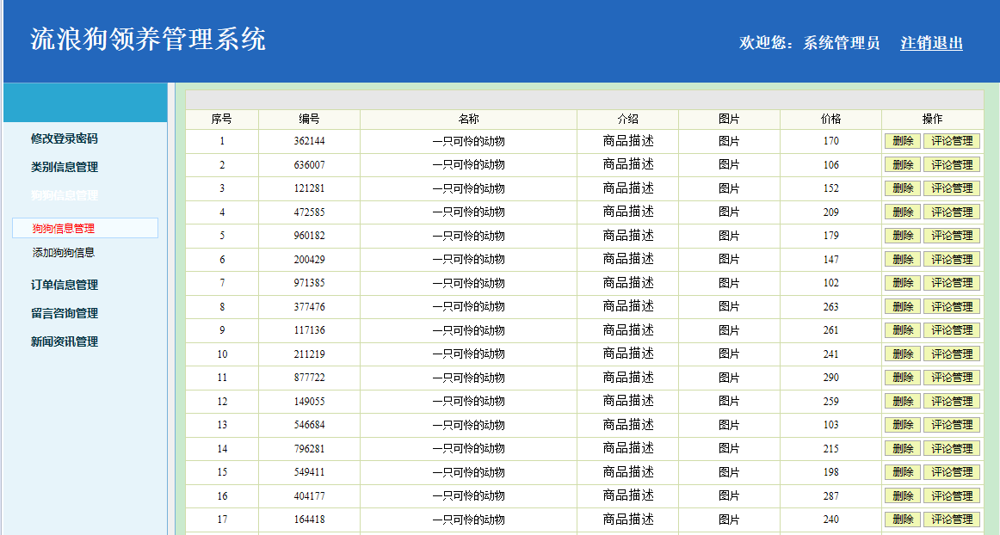 流浪狗领养管理系统
欢迎您：系统管理员 注销退出
修改登录密码
类别信息管理
狗狗信息管理
狗狗信息管理
添加狗狗信息
订单信息管理
留言咨询管理
新闻资讯管理
序号 编号 名称 介绍 图片 价格 操作
1 362144 一只可怜的动物 商品描述 图片 170 删除 评论管理
2 636007 一只可怜的动物 商品描述 图片 106 删除 评论管理
3 121281 一只可怜的动物 商品描述 图片 152 删除 评论管理
4 472585 一只可怜的动物 商品描述 图片 209 删除 评论管理
5 960182 一只可怜的动物 商品描述 图片 179 删除 评论管理
6 200429 一只可怜的动物 商品描述 图片 147 删除 评论管理
7 971385 一只可怜的动物 商品描述 图片 102 删除 评论管理
8 377476 一只可怜的动物 商品描述 图片 263 删除 评论管理
9 117136 一只可怜的动物 商品描述 图片 261 删除 评论管理
10 211219 一只可怜的动物 商品描述 图片 241 删除 评论管理
11 877722 一只可怜的动物 商品描述 图片 290 删除 评论管理
12 149055 一只可怜的动物 商品描述 图片 259 删除 评论管理
13 546684 一只可怜的动物 商品描述 图片 103 删除 评论管理
14 796281 一只可怜的动物 商品描述 图片 215 删除 评论管理
15 549411 一只可怜的动物 商品描述 图片 198 删除 评论管理
16 404177 一只可怜的动物 商品描述 图片 287 删除 评论管理
17 164418 一只可怜的动物 商品描述 图片 240 删除 评论管理